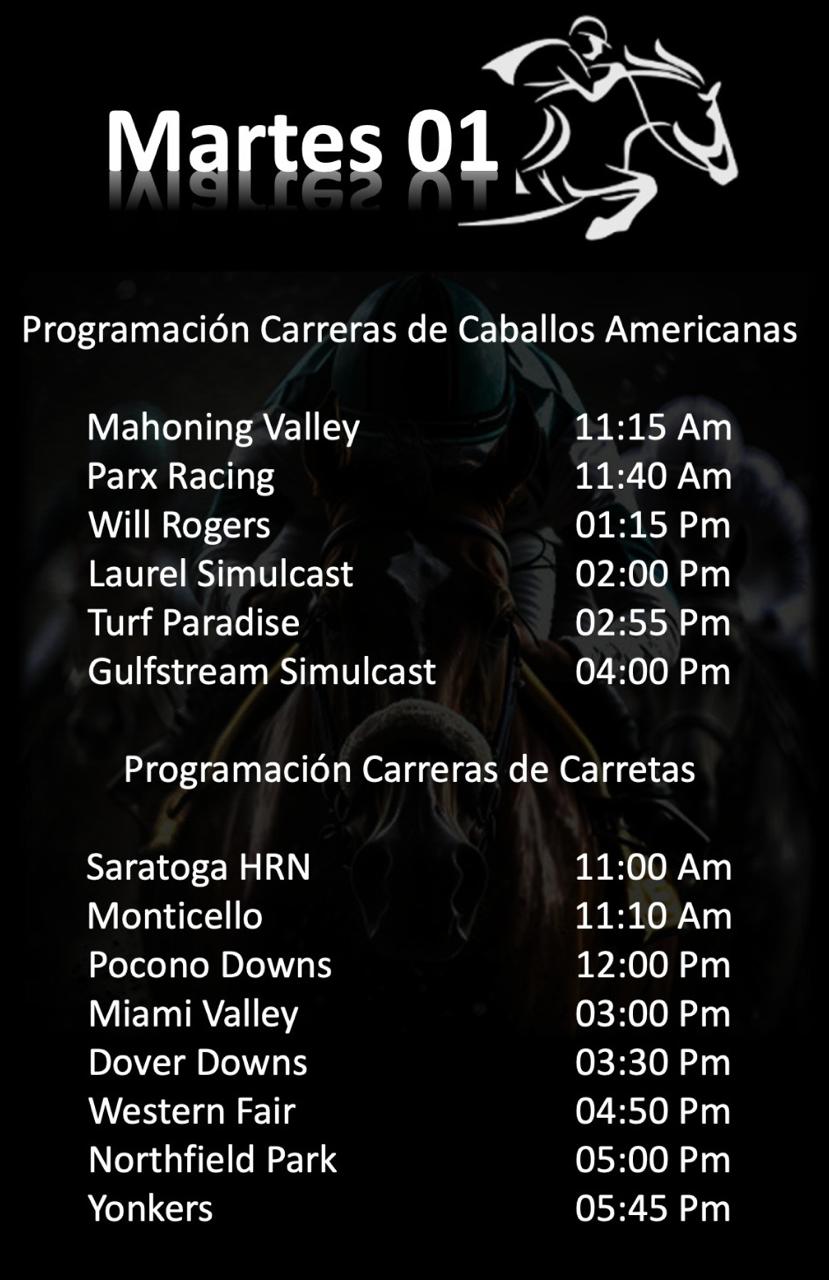 Martes 01
Programación Carreras de Caballos Americanas
Mahoning Valley 11:15 Am
Parx Racing 11:40 Am
Will Rogers 01:15 Pm
Laurel Simulcast 02:00 Pm
Turf Paradise 02:55 Pm
Gulfstream Simulcast 04:00 Pm
Programación Carreras de Carretas
Saratoga HRN 11:00 Am
Monticello 11:10 Am
Pocono Downs 12:00 Pm
Miami Valley 03:00 Pm
Dover Downs 03:30 Pm
Western Fair 04:50 Pm
Northfield Park 05:00 Pm
Yonkers 05:45 Pm